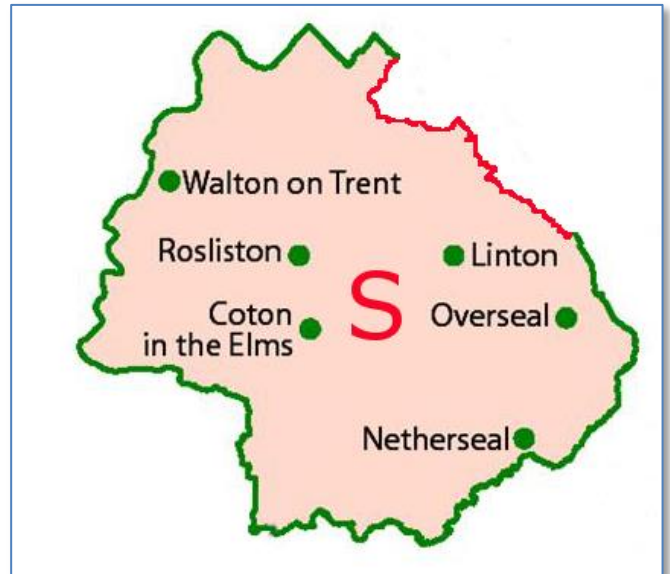 Walton on Trent
Rosliston
Linton
S
Coton
in the Elms
Overseal
Netherseal